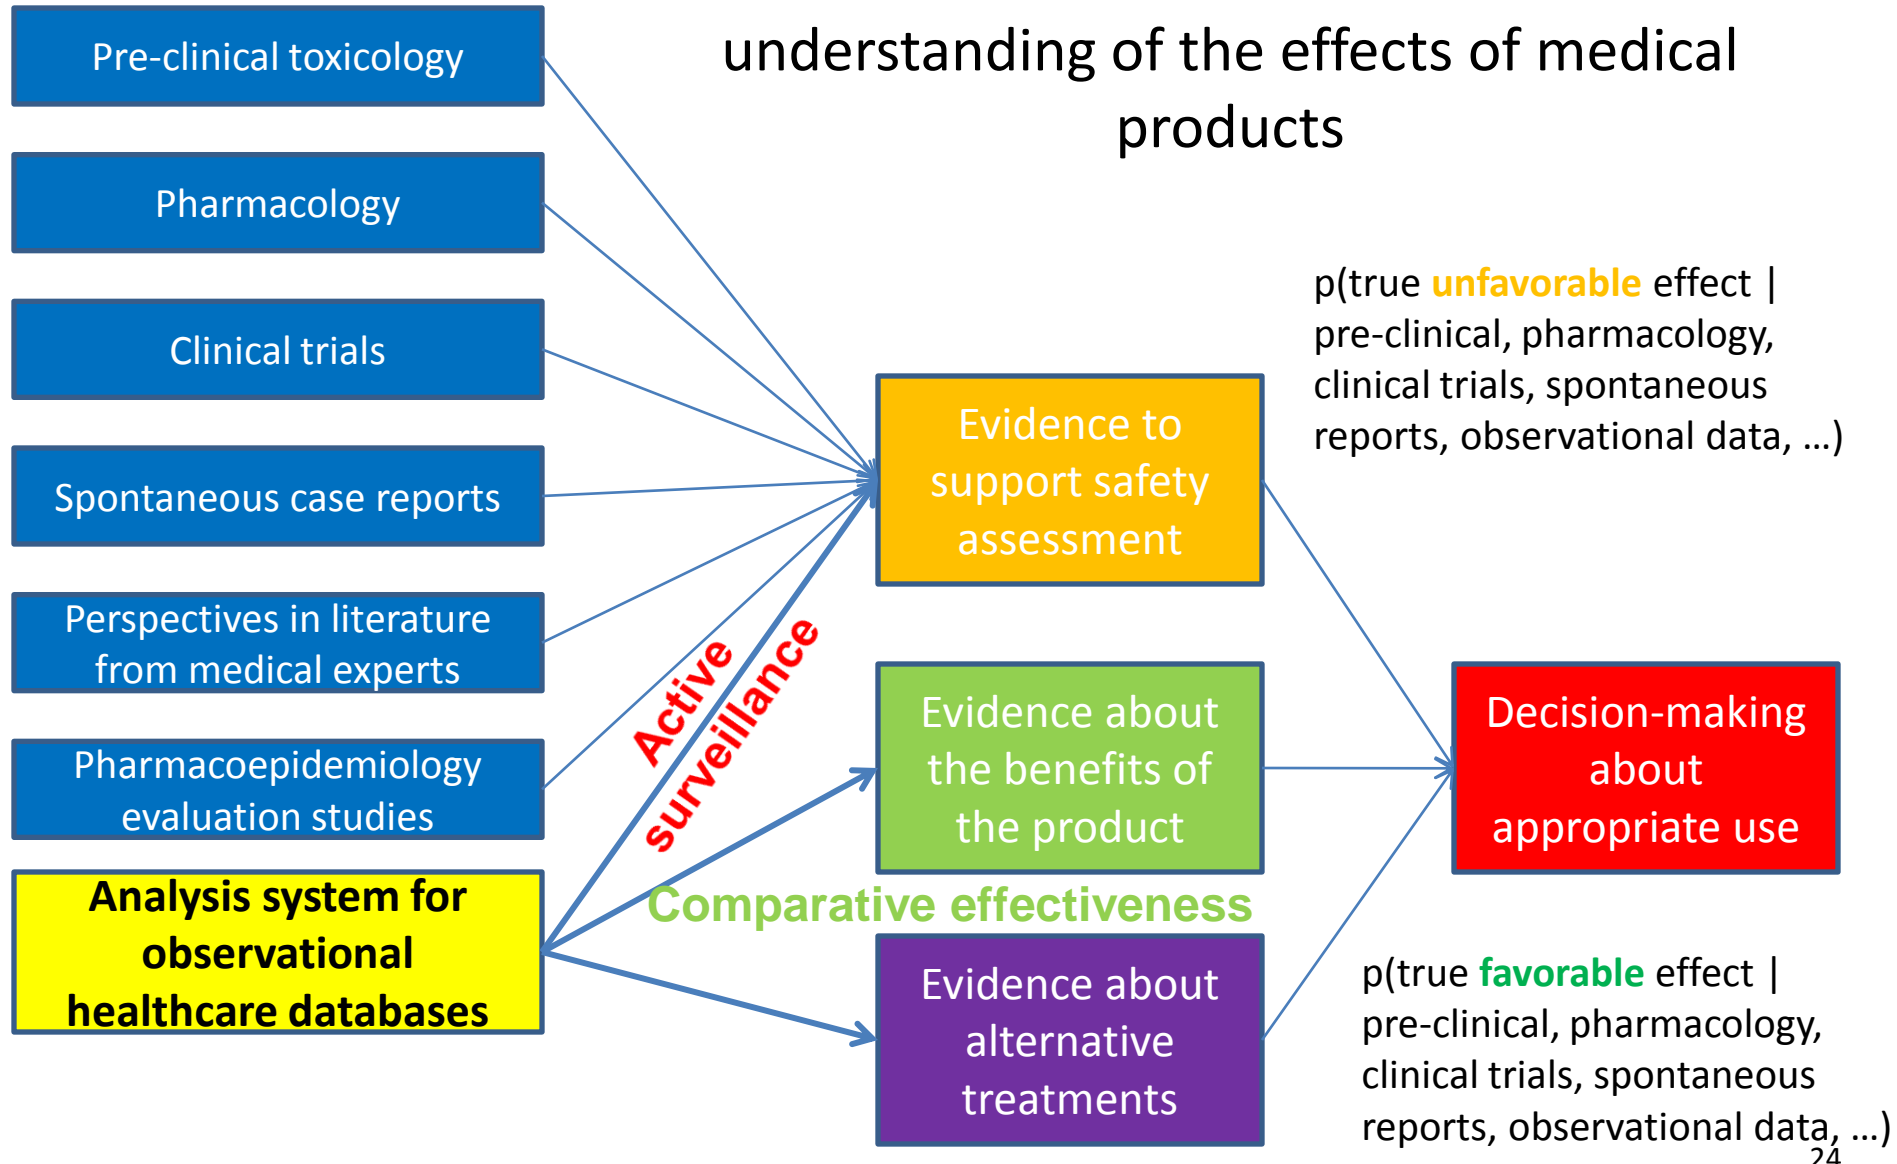 understanding of the effects of medical
products
Pre-clinical toxicology
Pharmacology
Clinical trials
Spontaneous case reports
Perspectives in literature
from medical experts
Pharmacoepidemiology
evaluation studies
Analysis system for
observational
healthcare databases
Active
surveillance
Comparative effectiveness
Evidence to
support safety
assessment
Evidence about
the benefits of
the product
Evidence about
alternative
treatments
p(true unfavorable effect |
pre-clinical, pharmacology,
clinical trials, spontaneous
reports, observational data, …)
Decision-making
about
appropriate use
p(true favorable effect |
pre-clinical, pharmacology,
clinical trials, spontaneous
reports, observational data, …)
24